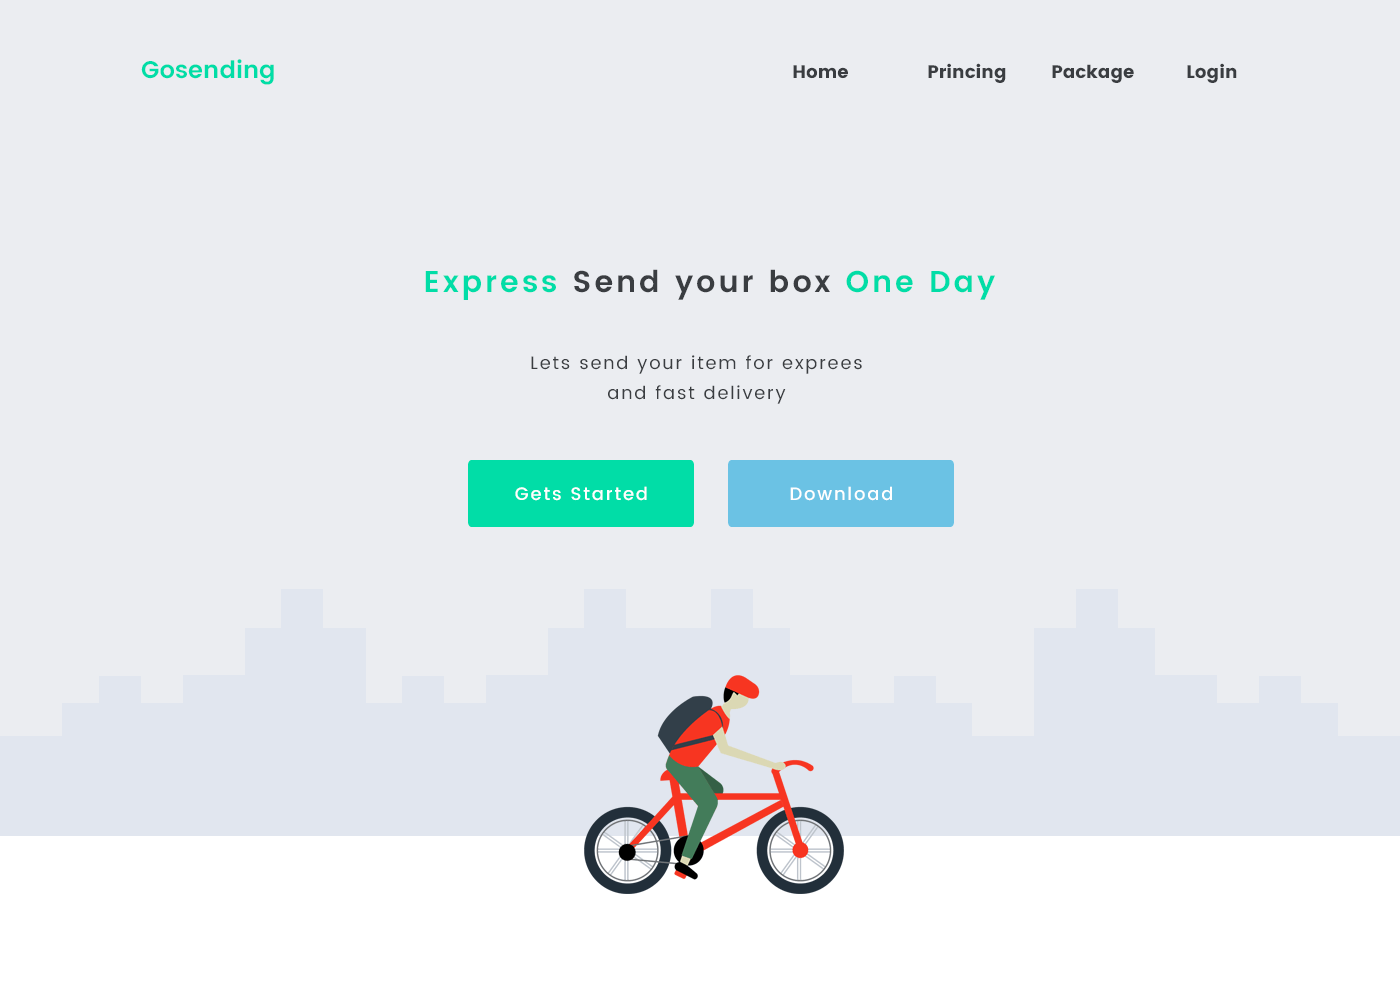 Gosending
Home Princing Package Login
Express Send your box One Day
Lets send your item for exprees
and fast delivery
Gets Started Download